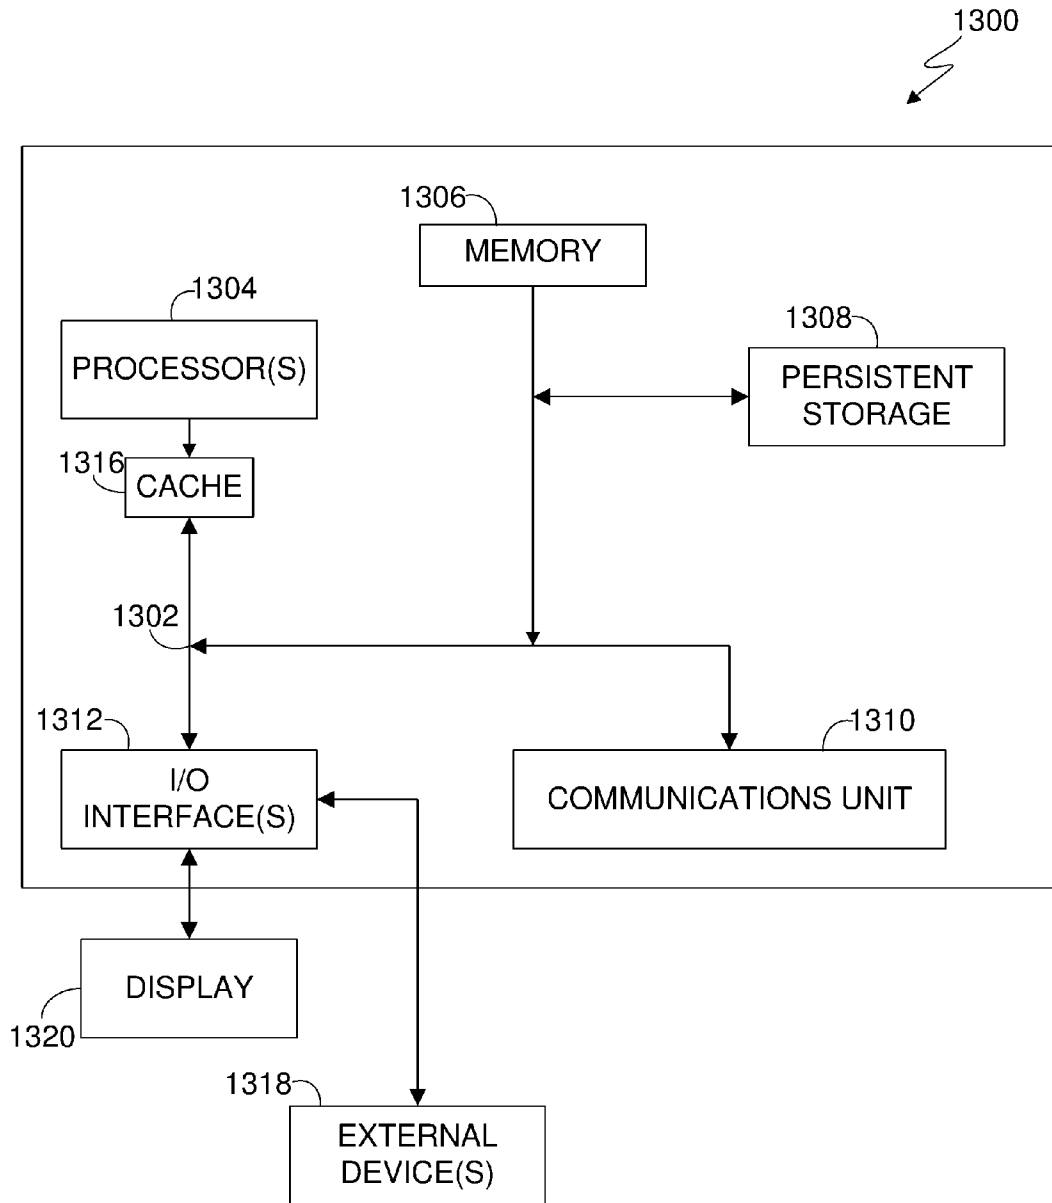 1300
1306
MEMORY
1304
PROCESSOR(S)
1308
PERSISTENT
STORAGE
1316
CACHE
1302
1312
I/O
INTERFACE(S)
1310
COMMUNICATIONS UNIT
DISPLAY
1320
1318
EXTERNAL
DEVICE(S)